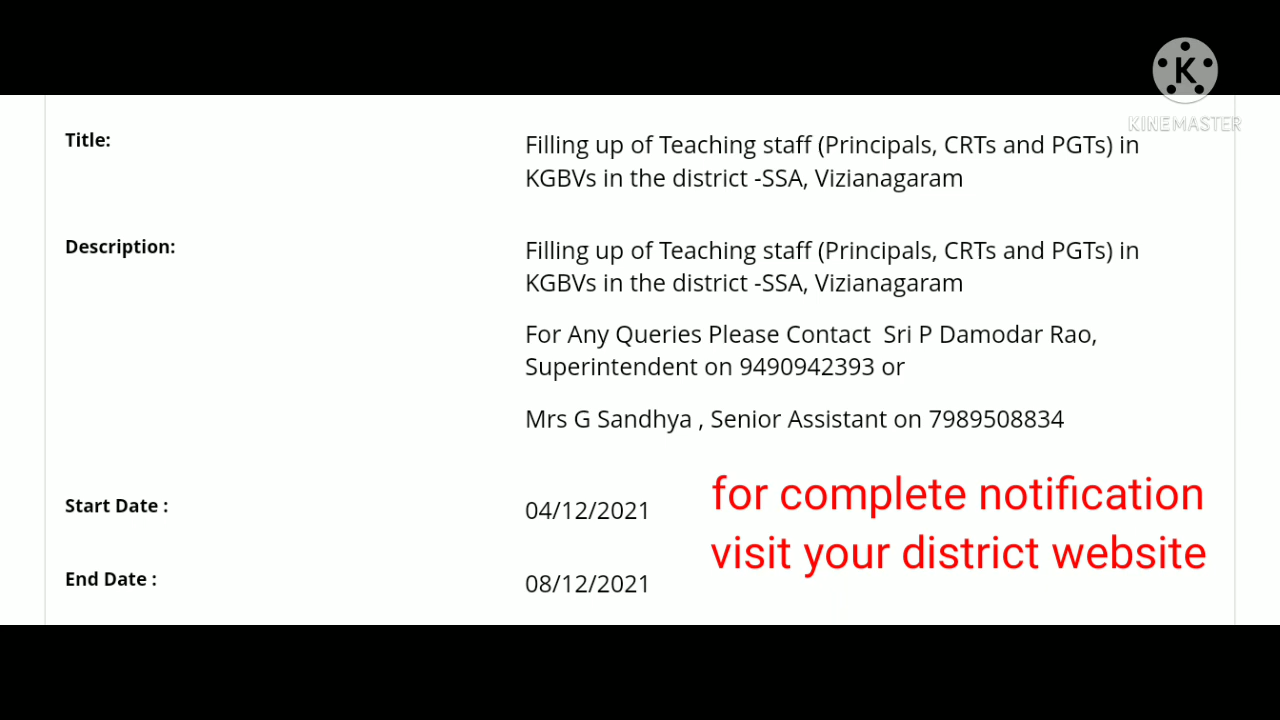 K
KINEMASTER
Title:
Filling up of Teaching staff (Principals, CRTs and PGTs) in
KGBVs in the district -SSA, Vizianagaram
Description:
Filling up of Teaching staff (Principals, CRTs and PGTs) in
KGBVs in the district -SSA, Vizianagaram
For Any Queries Please Contact  Sri P Damodar Rao,
Superintendent on 9490942393 or
Mrs G Sandhya , Senior Assistant on 7989508834
Start Date :
04/12/2021
for complete notification
visit your district website
End Date :
08/12/2021